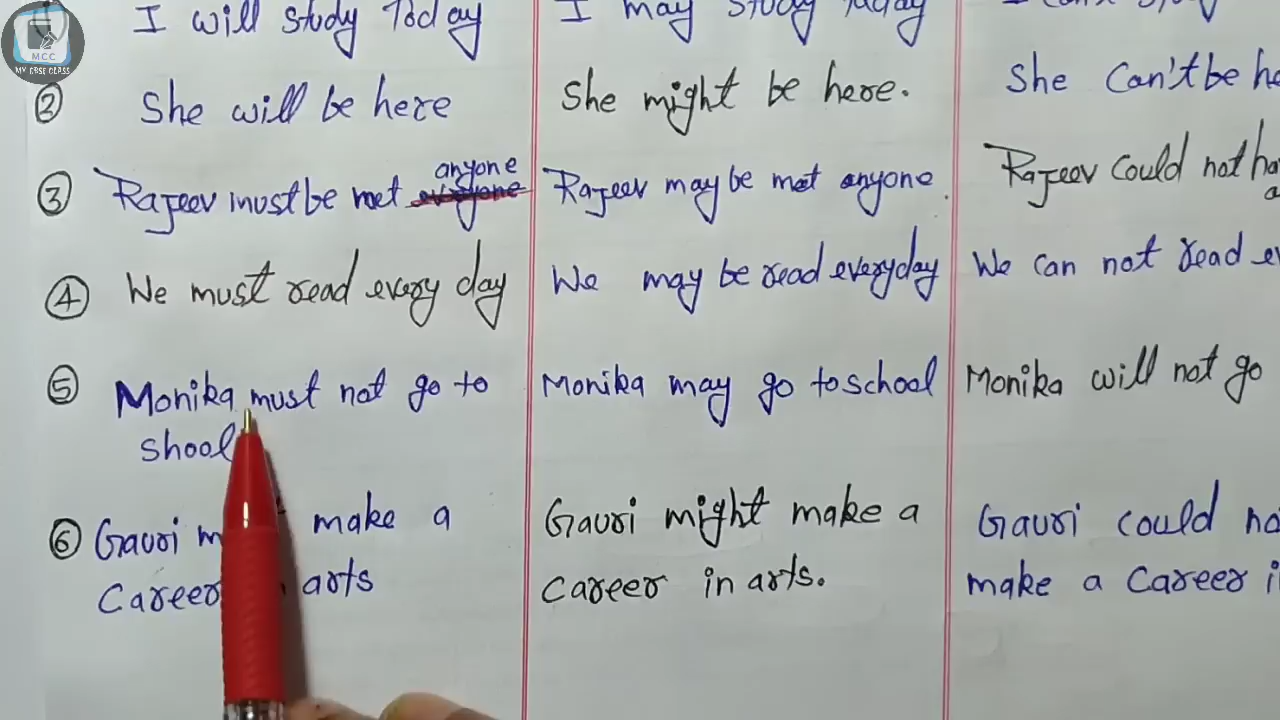 MCC
MY CBSE CLASS
I will study Today
② She will be here
③ Rajeev must be met anyone
④ We must read every day
⑤ Monika must not go to
shool
⑥ Gauri make a
Career arts
I may study Today
She might be here.
Rajeev may be met anyone.
We may be read everyday
Monika may go to school
Gauri might make a
Career in arts.
She Can't be
Rajeev Could not
We can not read
Monika will not go
Gauri could
make a Career